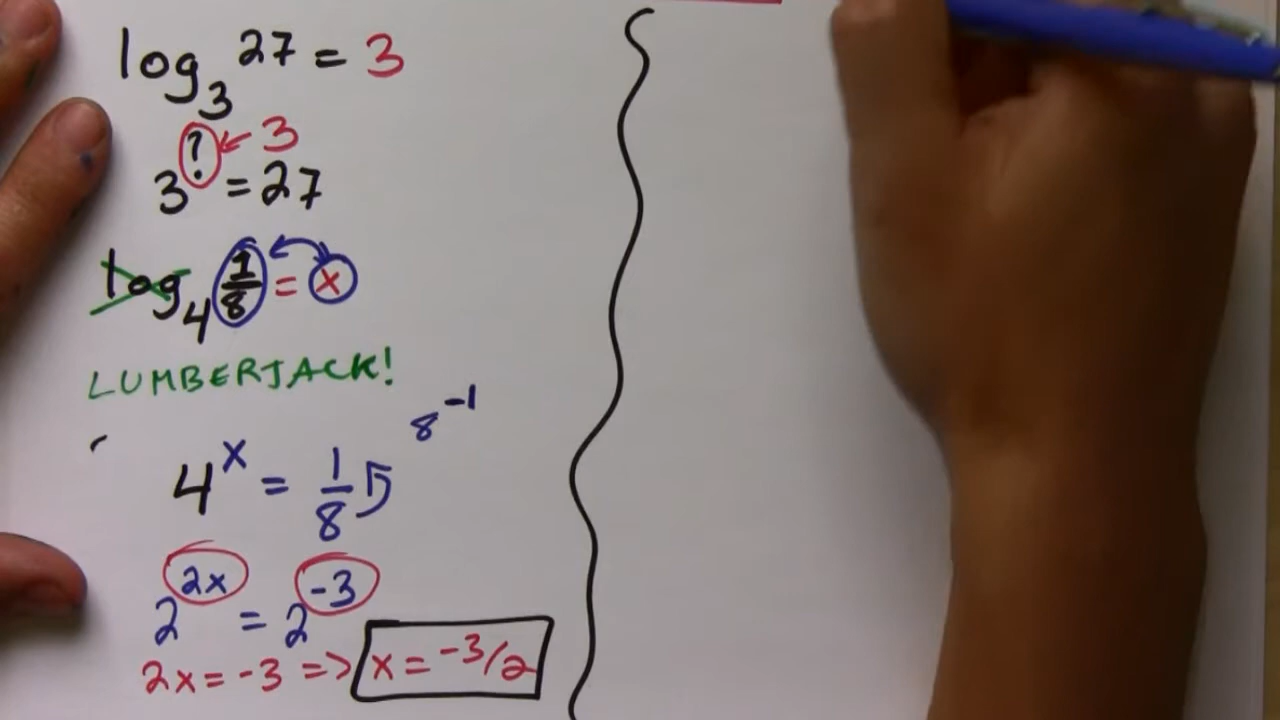 log₃ 27 = 3
3^? = 27 ← 3
log₄ 1/8 = x
LUMBERJACK!
8^-1
4^x = 1/8
2^2x = 2^-3
2x = -3 => x = -3/2